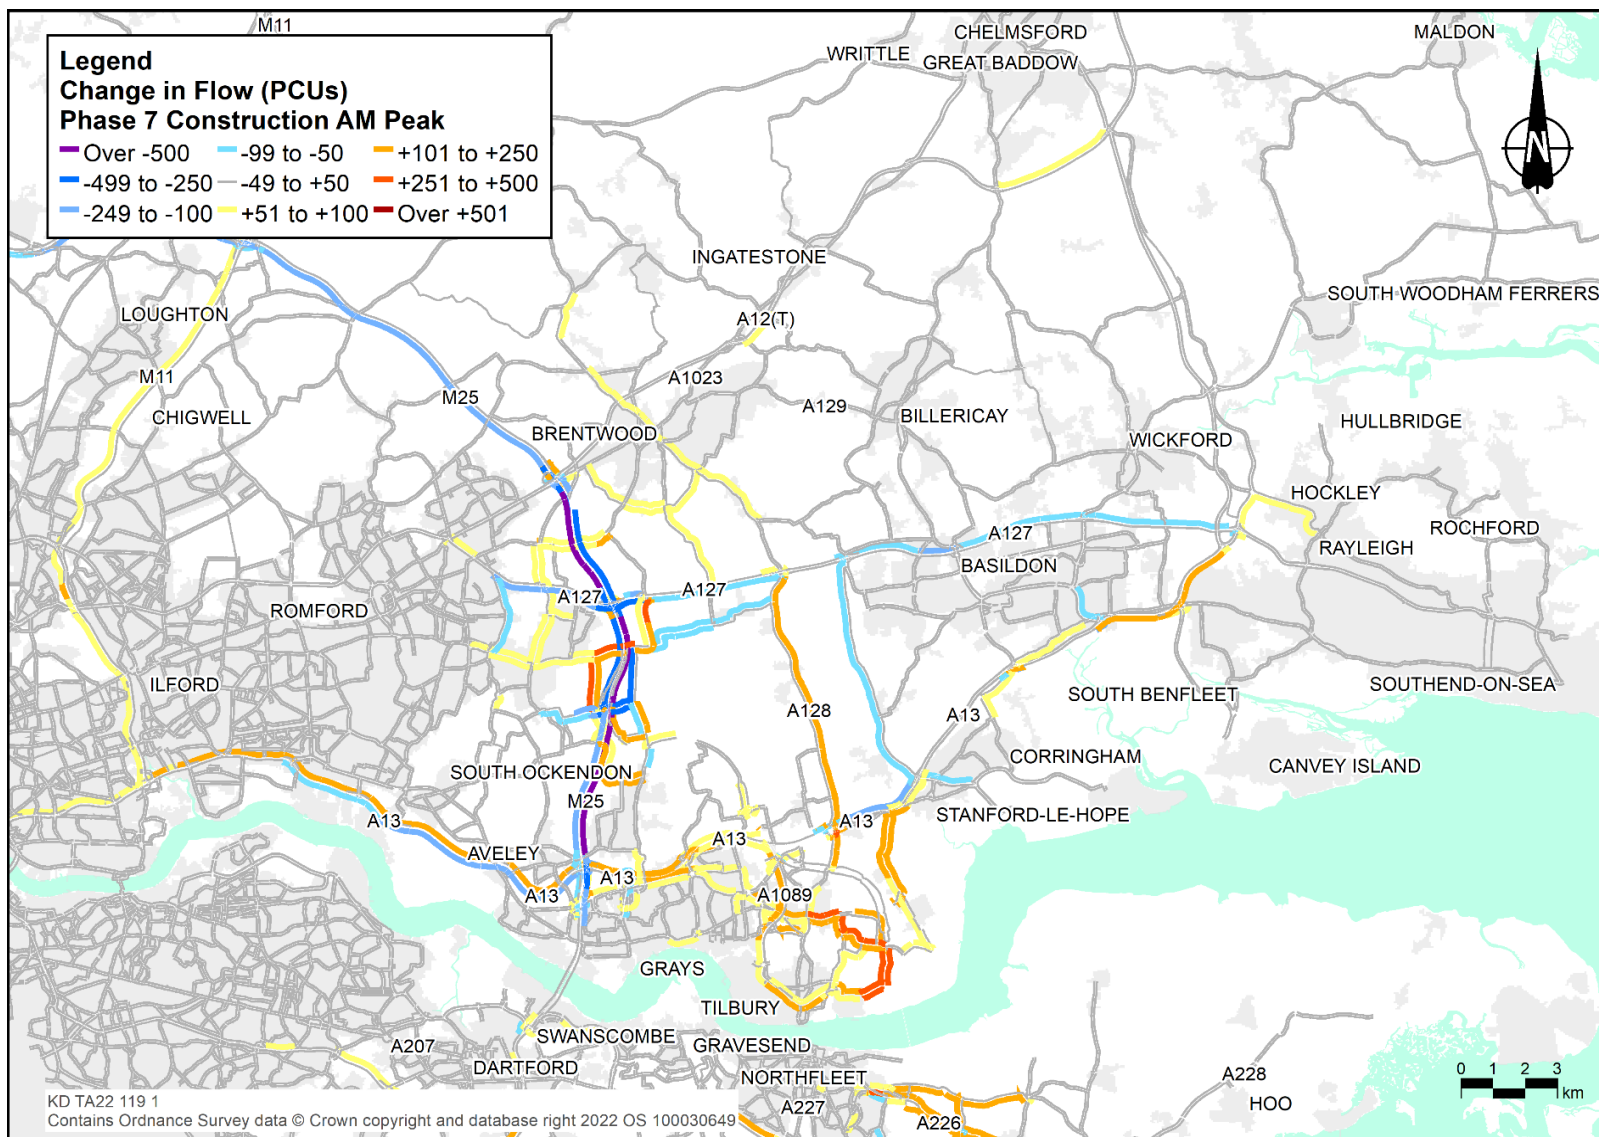 M11
Legend
Change in Flow (PCUs)
Phase 7 Construction AM Peak
Over -500
-99 to -50
+101 to +250
-499 to -250
-49 to +50
+251 to +500
-249 to -100
+51 to +100
Over +501
CHELMSFORD
MALDON
WRITTLE
GREAT BADDOW
N
INGATESTONE
SOUTH WOODHAM FERRERS
LOUGHTON
A12(T)
M11
A1023
M25
A129
CHIGWELL
BILLERICAY
HULLBRIDGE
BRENTWOOD
WICKFORD
HOCKLEY
ROCHFORD
A127
RAYLEIGH
BASILDON
A127
A127
ROMFORD
ILFORD
SOUTHEND-ON-SEA
SOUTH BENFLEET
A128
A13
CORRINGHAM
CANVEY ISLAND
SOUTH OCKENDON
M25
STANFORD-LE-HOPE
A13
A13
A13
AVELEY
A13
A13
A1089
GRAYS
TILBURY
SWANSCOMBE
A207
GRAVESEND
DARTFORD
NORTHFLEET
A228
HOO
A227
A226
0 1 2 3
km
KD TA22 119 1
Contains Ordnance Survey data © Crown copyright and database right 2022 OS 100030649